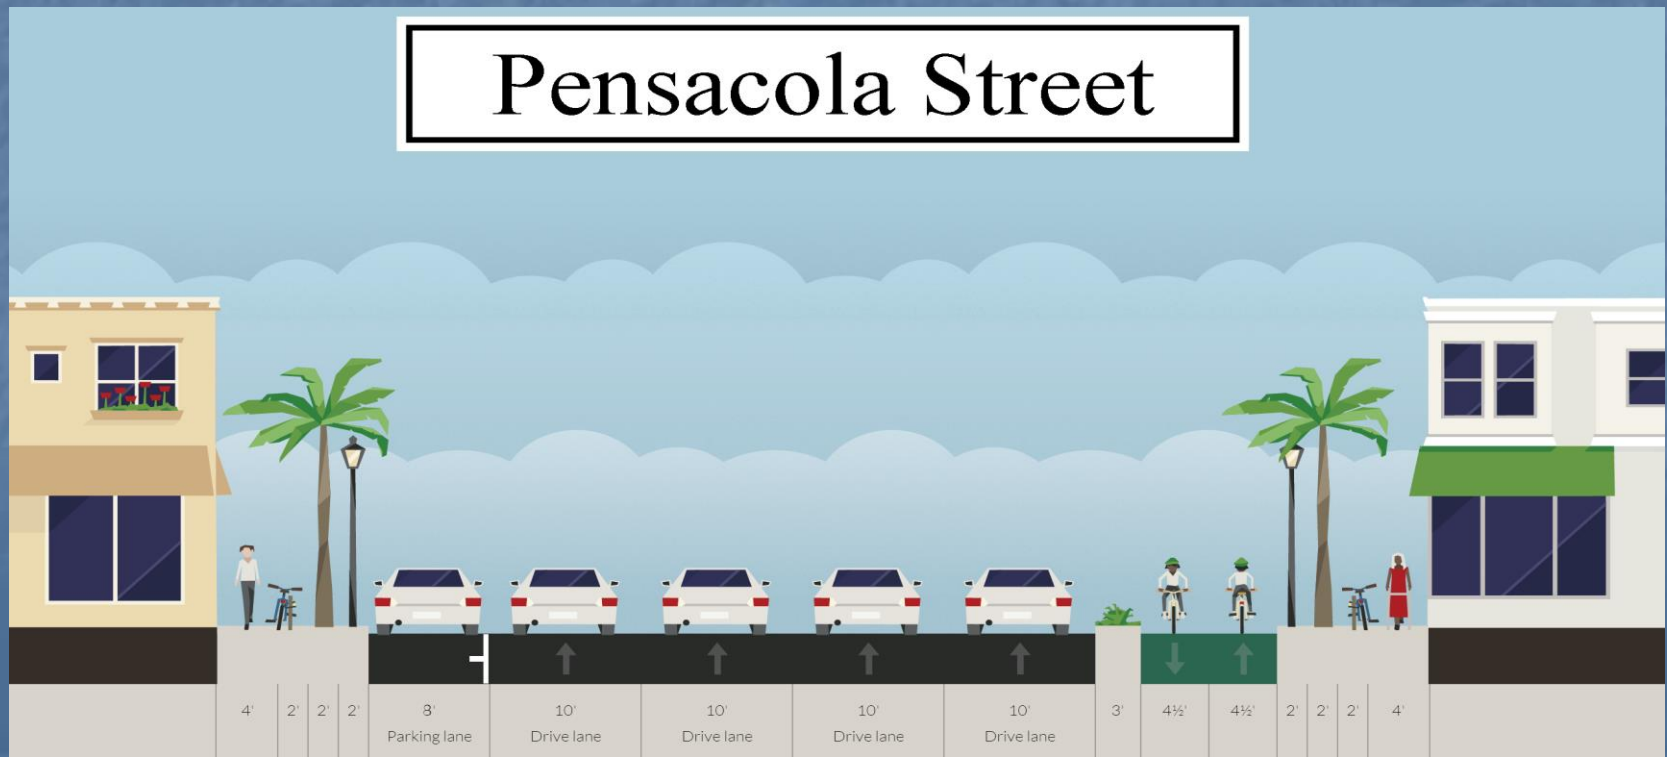 Pensacola Street
4' 2' 2' 2' 8' 10' 10' 10' 10' 3' 4½' 4½' 2' 2' 2' 4'
Parking lane Drive lane Drive lane Drive lane Drive lane